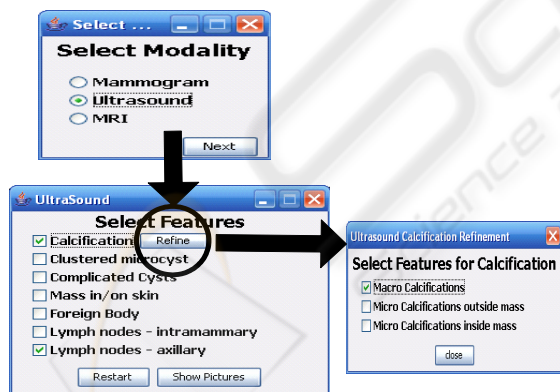 Select ...
Select Modality
Mammogram
Ultrasound
MRI
Next
UltraSound
Select Features
Calcification Refine
Clustered microcyst
Complicated Cysts
Mass in/on skin
Foreign Body
Lymph nodes - intramammary
Lymph nodes - axillary
Restart Show Pictures
Ultrasound Calcification Refinement
Select Features for Calcification
Macro Calcifications
Micro Calcifications outside mass
Micro Calcifications inside mass
close